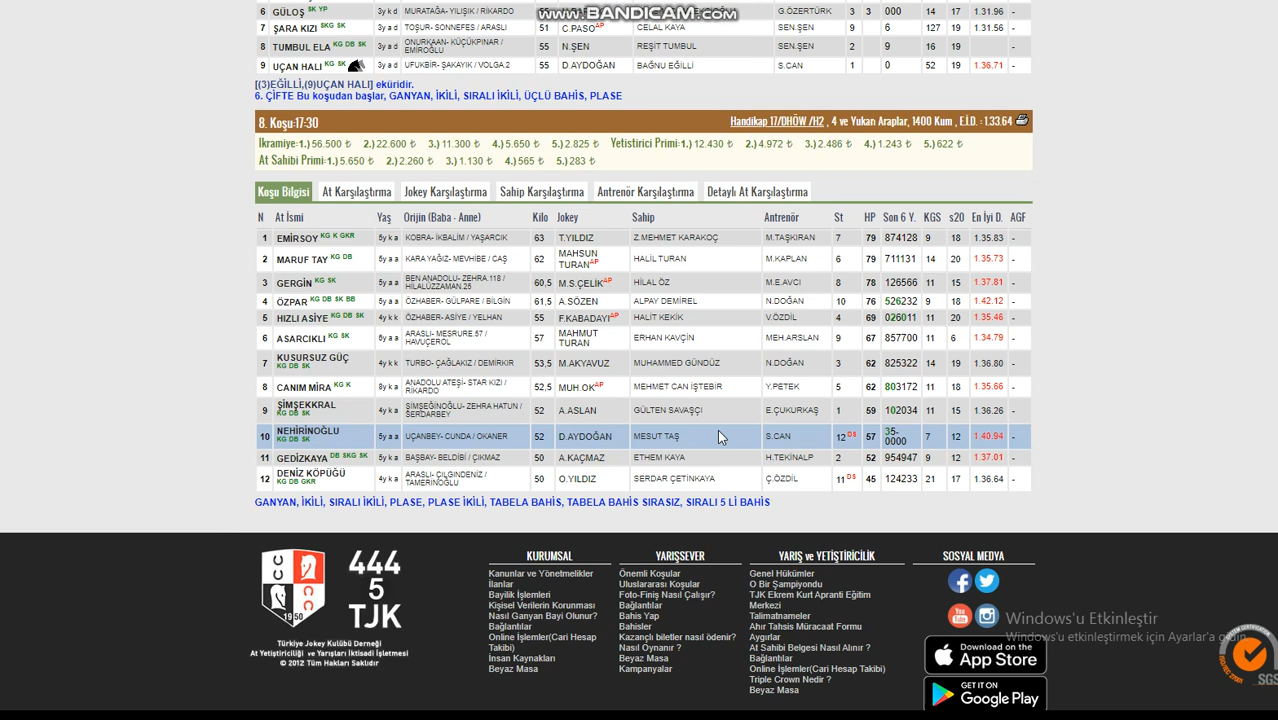 www.BANDICAM.com
6 GÜLOŞ SK YP 3y k d MURATAĞA- YILIŞIK / RİKARDO G.ÖZERTÜRK 3 3 000 14 17 1.31.96
7 ŞARA KIZI SKG SK 3y a d TOŞUR- SONNEFES / ARASLI 51 C.PASO AP CELAL KAYA SEN.ŞEN 9 6 127 19 19 1.31.56
8 TUMBUL ELA KG DB SK 3y a d ONURKAAN- KÜÇÜKPINAR / EMİROĞLU 55 N.ŞEN REŞİT TUMBUL SEN.ŞEN 2 9 16 19
9 UÇAN HALI KG SK 3y a d UFUKBİR- ŞAKAYIK / VOLGA.2 55 D.AYDOĞAN BAĞNU EĞİLLİ S.CAN 1 0 52 19 1.36.71
[(3)EĞİLLİ,(9)UÇAN HALI] eküridir.
6. ÇİFTE Bu koşudan başlar, GANYAN, İKİLİ, SIRALI İKİLİ, ÜÇLÜ BAHİS, PLASE
8. Koşu:17-30 Handikap 17/DHÖW /H2 , 4 ve Yukarı Araplar, 1400 Kum , E.İ.D. : 1.33.64
İkramiye:1.) 56.500 ₺ 2.) 22.600 ₺ 3.) 11.300 ₺ 4.) 5.650 ₺ 5.) 2.825 ₺ Yetistirici Primi:1.) 12.430 ₺ 2.) 4.972 ₺ 3.) 2.486 ₺ 4.) 1.243 ₺ 5.) 622 ₺
At Sahibi Primi:1.) 5.650 ₺ 2.) 2.260 ₺ 3.) 1.130 ₺ 4.) 565 ₺ 5.) 283 ₺
Koşu Bilgisi At Karşılaştırma Jokey Karşılaştırma Sahip Karşılaştırma Antrenör Karşılaştırma Detaylı At Karşılaştırma
N At İsmi Yaş Orijin (Baba - Anne) Kilo Jokey Sahip Antrenör St HP Son 6 Y. KGS s20 En İyi D. AGF
1 EMİRSOY KG K GKR 5y k a KOBRA- İKBALİM / YAŞARCIK 63 T.YILDIZ Z.MEHMET KARAKOÇ M.TAŞKIRAN 7 79 874128 9 18 1.35.83 -
2 MARUF TAY KG DB 5y a a KARA YAĞIZ- MEVHİBE / CAŞ 62 MAHSUN TURAN AP HALİL TURAN M.KAPLAN 6 79 711131 14 20 1.35.73 -
3 GERGİN KG SK 5y a a BEN ANADOLU- ZEHRA.118 / HİLALÜZZAMAN.25 60,5 M.S.ÇELİK AP HİLAL ÖZ M.E.AVCI 8 78 126566 11 15 1.37.81 -
4 ÖZPAR KG DB SK BB 5y a a ÖZHABER- GÜLPARE / BİLGİN 61,5 A.SÖZEN ALPAY DEMİREL N.DOĞAN 10 76 526232 9 18 1.42.12 -
5 HIZLI ASİYE KG DB SK 4y k k ÖZHABER- ASİYE / YELHAN 55 F.KABADAYI AP HALİT KEKİK V.ÖZDİL 4 69 026011 11 20 1.35.46 -
6 ASARCIKLI KG SK 5y a a ARASLI- MESRURE.57 / HAVUÇEROL 57 MAHMUT TURAN ERHAN KAVÇİN MEH.ARSLAN 9 67 857700 11 6 1.34.79 -
7 KUSURSUZ GÜÇ KG DB SK 4y k k TURBO- ÇAĞLAKIZ / DEMİRKIR 53,5 M.AKYAVUZ MUHAMMED GÜNDÜZ N.DOĞAN 3 62 825322 14 19 1.36.80 -
8 CANIM MİRA KG K 8y k a ANADOLU ATEŞİ- STAR KIZI / RİKARDO 52,5 MUH.OK AP MEHMET CAN İŞTEBİR Y.PETEK 5 62 803172 11 18 1.35.66 -
9 ŞİMŞEKKRAL KG DB SK 4y k a ŞİMŞEĞİNOĞLU- ZEHRA HATUN / SERDARBEY 52 A.ASLAN GÜLTEN SAVAŞÇI E.ÇUKURKAŞ 1 59 102034 11 15 1.36.26 -
10 NEHİRİNOĞLU KG DB SK 5y a a UÇANBEY- CUNDA / OKANER 52 D.AYDOĞAN MESUT TAŞ S.CAN 12 DS 57 35-0000 7 12 1.40.94 -
11 GEDİZKAYA DB SKG SK 5y k a BAŞBAY- BELDİBİ / ÇIKMAZ 50 A.KAÇMAZ ETHEM KAYA H.TEKİNALP 2 52 954947 9 12 1.37.01 -
12 DENİZ KÖPÜĞÜ KG DB GKR 4y k a ARASLI- ÇILGINDENİZ / TAMERİNOĞLU 50 O.YILDIZ SERDAR ÇETİNKAYA Ç.ÖZDİL 11 DS 45 124233 21 17 1.36.64 -
GANYAN, İKİLİ, SIRALI İKİLİ, PLASE, PLASE İKİLİ, TABELA BAHİS, TABELA BAHİS SIRASIZ, SIRALI 5 Lİ BAHİS
TJCC 1950
444
5
TJK
Türkiye Jokey Kulübü Derneği
At Yetiştiriciliği ve Yarışları İktisadi İşletmesi
© 2012 Tüm Hakları Saklıdır
KURUMSAL
Kanunlar ve Yönetmelikler
İlanlar
Bayilik İşlemleri
Kişisel Verilerin Korunması
Nasıl Ganyan Bayi Olunur?
Bağlantılar
Online İşlemler(Cari Hesap
Takibi)
İnsan Kaynakları
Beyaz Masa
YARIŞSEVER
Önemli Koşular
Uluslararası Koşular
Foto-Finiş Nasıl Çalışır?
Bağlantılar
Bahis Yap
Bahisler
Kazançlı biletler nasıl ödenir?
Nasıl Oynanır ?
Beyaz Masa
Kampanyalar
YARIŞ ve YETİŞTİRİCİLİK
Genel Hükümler
O Bir Şampiyondu
TJK Ekrem Kurt Apranti Eğitim
Merkezi
Talimatnameler
Ahır Tahsis Müracaat Formu
Aygırlar
At Sahibi Belgesi Nasıl Alınır ?
Bağlantılar
Online İşlemler(Cari Hesap Takibi)
Triple Crown Nedir ?
Beyaz Masa
SOSYAL MEDYA
You Tube
Windows'u Etkinleştir
Windows'u etkinleştirmek için Ayarlar'a gidin.
Download on the
App Store
GET IT ON
Google Play
SGS